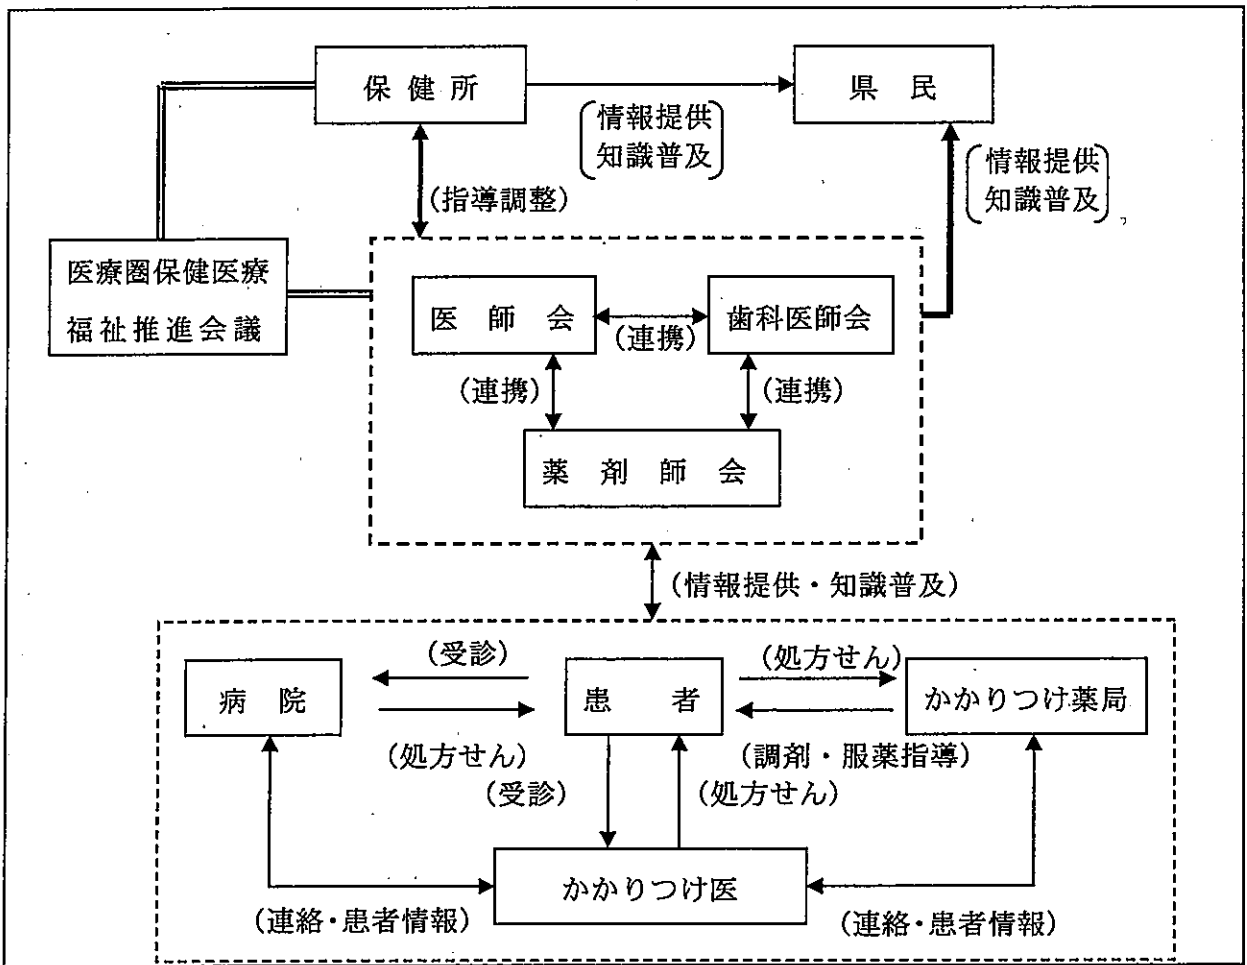 保健所
県民
情報提供
知識普及
情報提供
知識普及
(指導調整)
医療圏保健医療
福祉推進会議
医師会
歯科医師会
(連携)
(連携)
(連携)
薬剤師会
(情報提供・知識普及)
(受診)
(処方せん)
病院
患者
かかりつけ薬局
(処方せん)
(調剤・服薬指導)
(受診)
(処方せん)
かかりつけ医
(連絡・患者情報)
(連絡・患者情報)